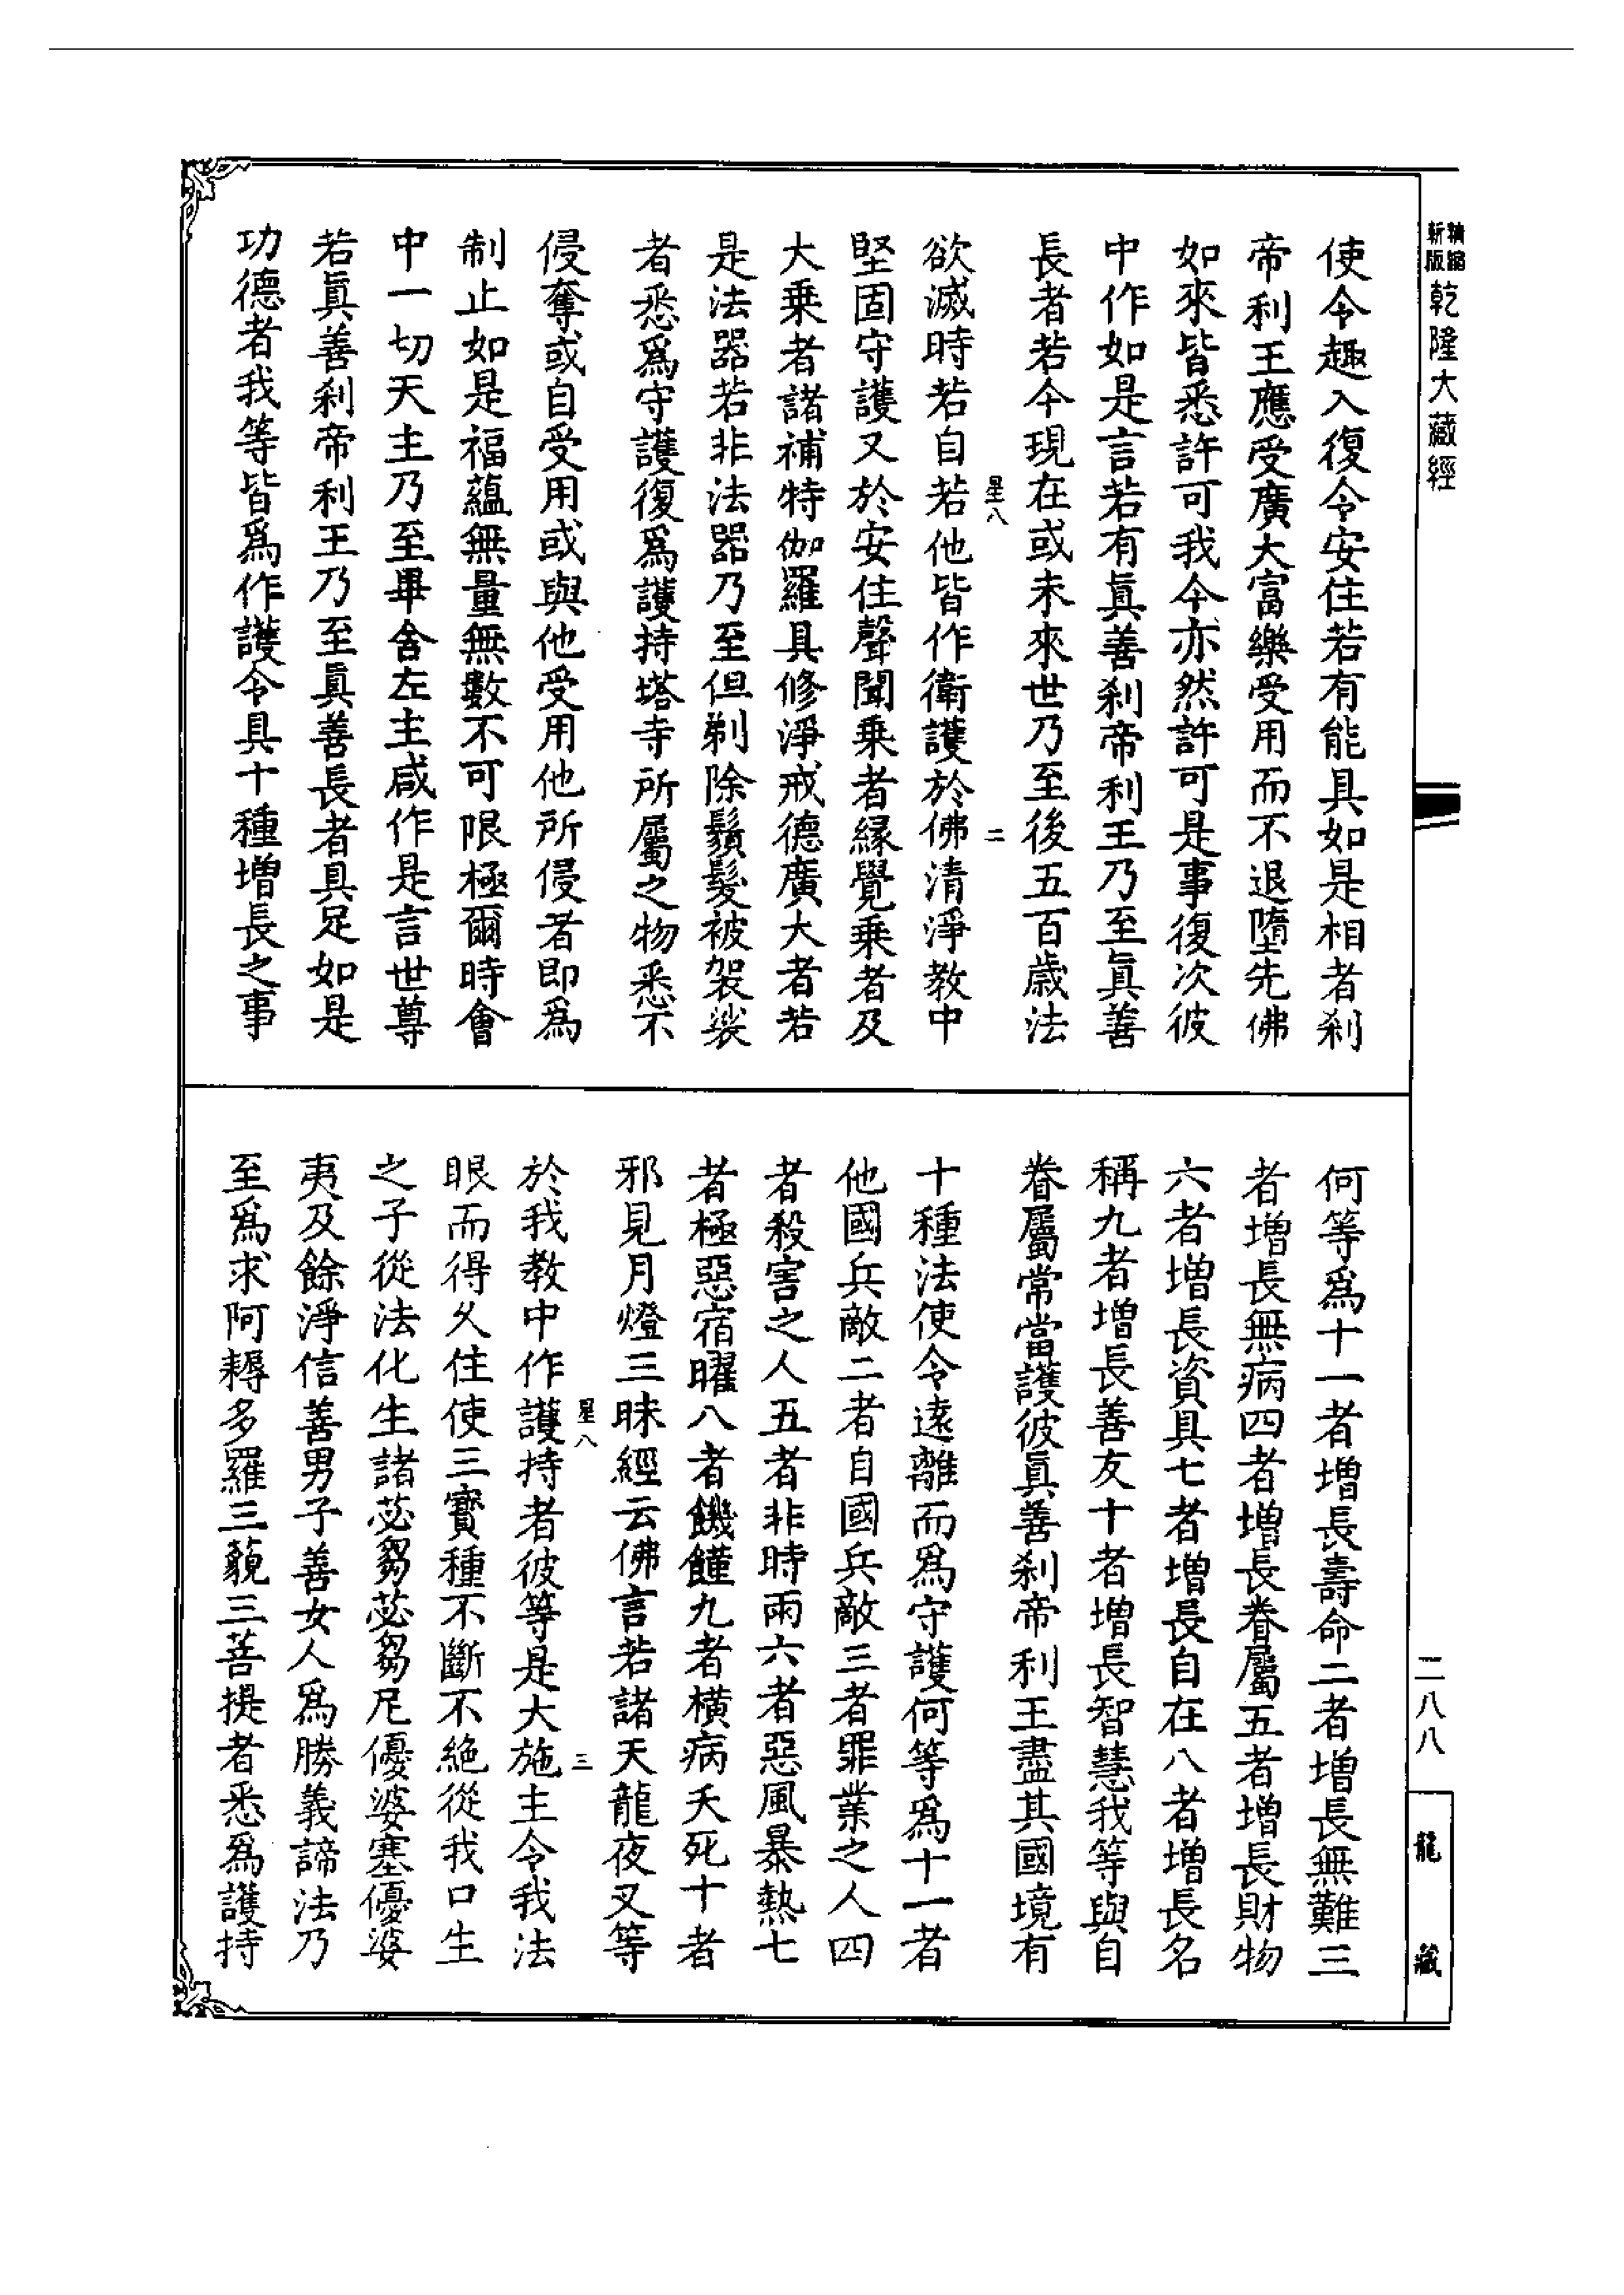 精縮
新版
乾隆大藏經
使令趣入復令安住若有能具如是相者刹
帝利王應受廣大富樂受用而不退墮先佛
如來皆悉許可我今亦然許可是事復次彼
中作如是言若有眞善刹帝利王乃至眞善
長者若今現在或未來世乃至後五百歲法
星八
二
欲滅時若自若他皆作衛護於佛清淨教中
堅固守護又於安住聲聞乗者縁覺乗者及
大乗者諸補特伽羅具修淨戒德廣大者若
是法器若非法器乃至但剃除鬚髮被袈裟
者悉爲守護復爲護持塔寺所屬之物悉不
侵奪或自受用或與他受用他所侵者即爲
制止如是福蘊無量無數不可限極爾時會
中一切天主乃至畢舍左主咸作是言世尊
若眞善刹帝利王乃至眞善長者具足如是
功德者我等皆爲作護令具十種增長之事
何等爲十一者增長壽命二者增長無難三
者增長無病四者增長眷屬五者增長財物
六者增長資具七者增長自在八者增長名
稱九者增長善友十者增長智慧我等與自
眷屬常當護彼眞善刹帝利王盡其國境有
十種法使令遠離而爲守護何等爲十一者
他國兵敵二者自國兵敵三者罪業之人四
者殺害之人五者非時雨六者惡風暴熱七
者極惡宿曜八者饑饉九者橫病夭死十者
邪見月燈三昧經云佛言若諸天龍夜叉等
星八
三
於我教中作護持者彼等是大施主令我法
眼而得久住使三寶種不斷不絶從我口生
之子從法化生諸苾芻苾芻尼優婆塞優婆
夷及餘淨信善男子善女人爲勝義諦法乃
至爲求阿耨多羅三藐三菩提者悉爲護持
二八八
龍
藏